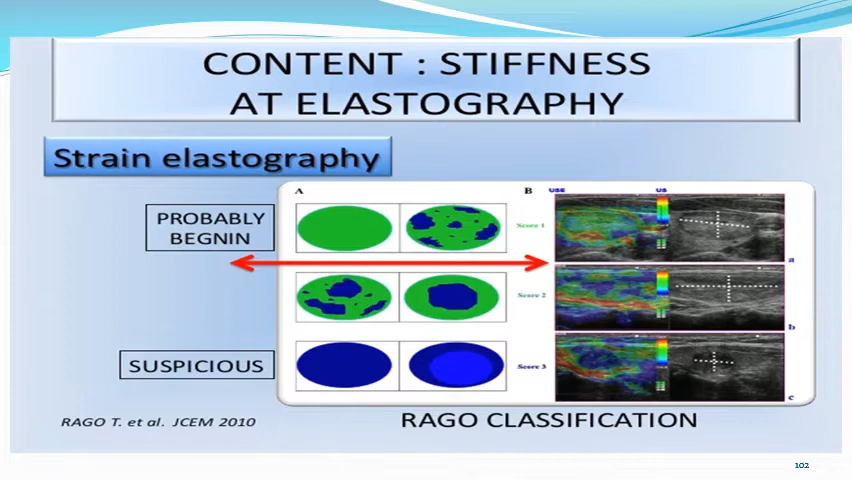 CONTENT : STIFFNESS
AT ELASTOGRAPHY
Strain elastography
A
B
USE
US
PROBABLY
BEGNIN
Score 1
a
Score 2
b
SUSPICIOUS
Score 3
c
RAGO T. et al. JCEM 2010
RAGO CLASSIFICATION
102